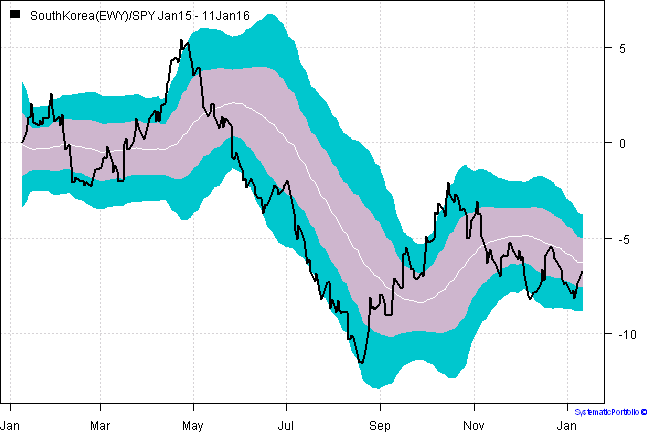 SouthKorea(EWY)/SPY Jan15 - 11Jan16
5
0
-5
-10
Jan Mar May Jul Sep Nov Jan
SystematicPortfolio ©